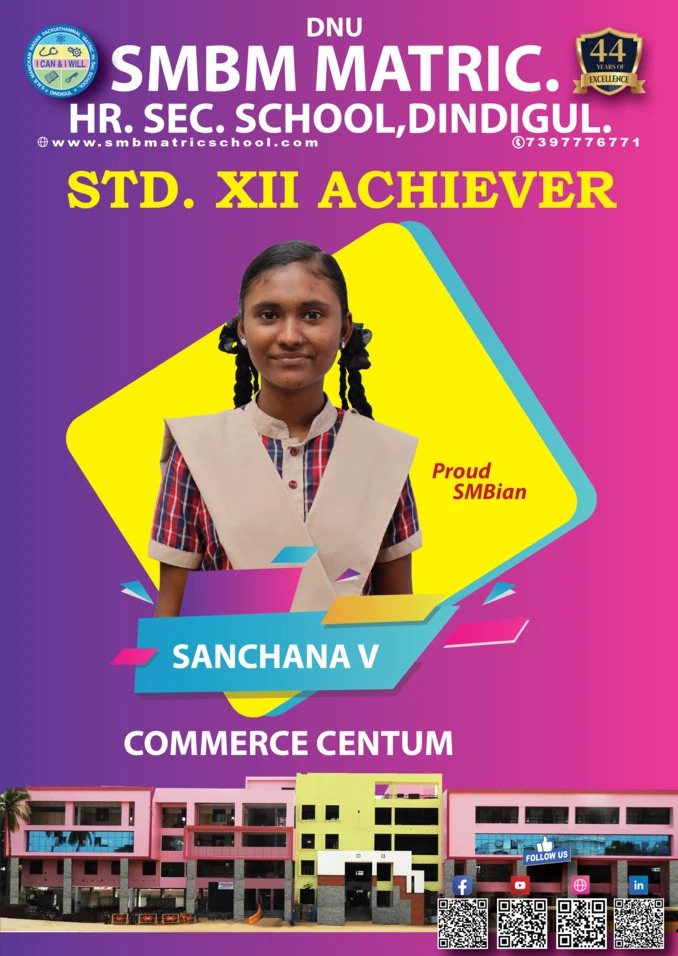 DNU
SMBM MATRIC.
HR. SEC. SCHOOL,DINDIGUL.
www.smbmatricschool.com
7397776771
I CAN & I WILL
44
YEARS OF
EXCELLENCE
STD. XII ACHIEVER
Proud
SMBian
SANCHANA V
COMMERCE CENTUM
FOLLOW US